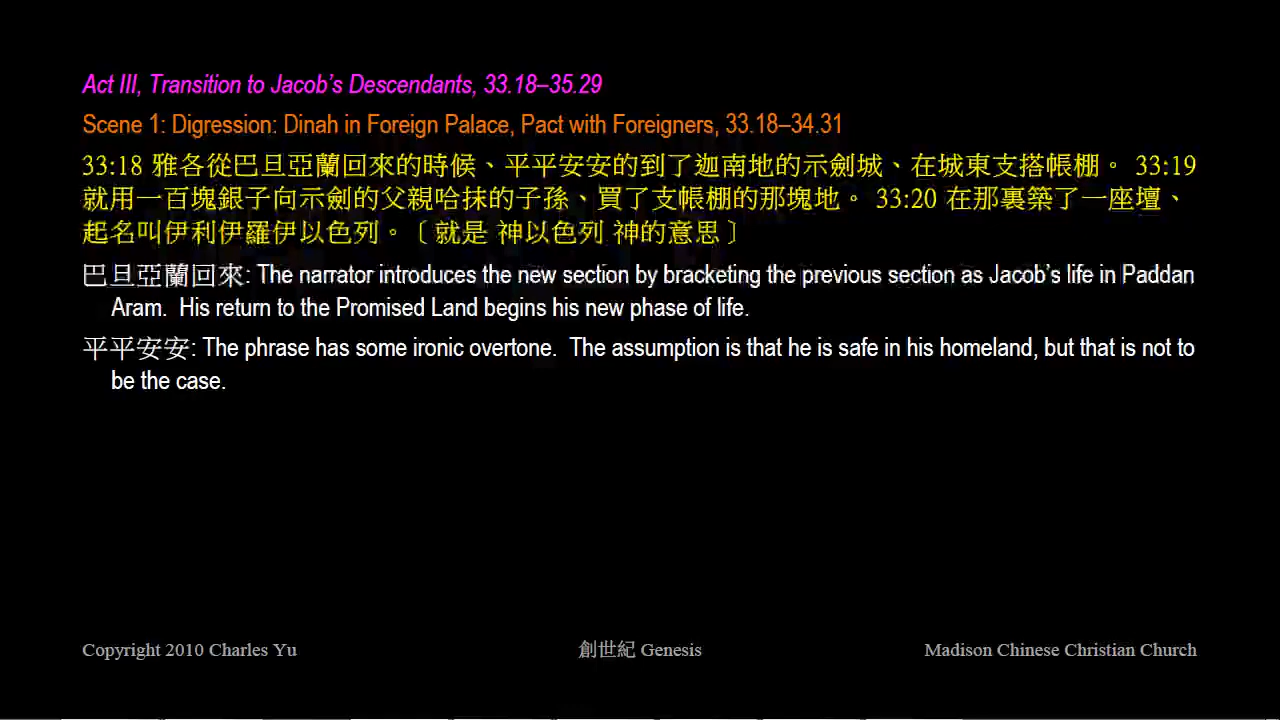 Act III, Transition to Jacob’s Descendants, 33.18–35.29
Scene 1: Digression: Dinah in Foreign Palace, Pact with Foreigners, 33.18–34.31
33:18 雅各從巴旦亞蘭回來的時候、平平安安的到了迦南地的示劍城、在城東支搭帳棚。 33:19
就用一百塊銀子向示劍的父親哈抹的子孫、買了支帳棚的那塊地。 33:20 在那裏築了一座壇、
起名叫伊利伊羅伊以色列。〔就是 神以色列 神的意思〕
巴旦亞蘭回來: The narrator introduces the new section by bracketing the previous section as Jacob’s life in Paddan
Aram. His return to the Promised Land begins his new phase of life.
平平安安: The phrase has some ironic overtone. The assumption is that he is safe in his homeland, but that is not to
be the case.
Copyright 2010 Charles Yu 創世紀 Genesis Madison Chinese Christian Church